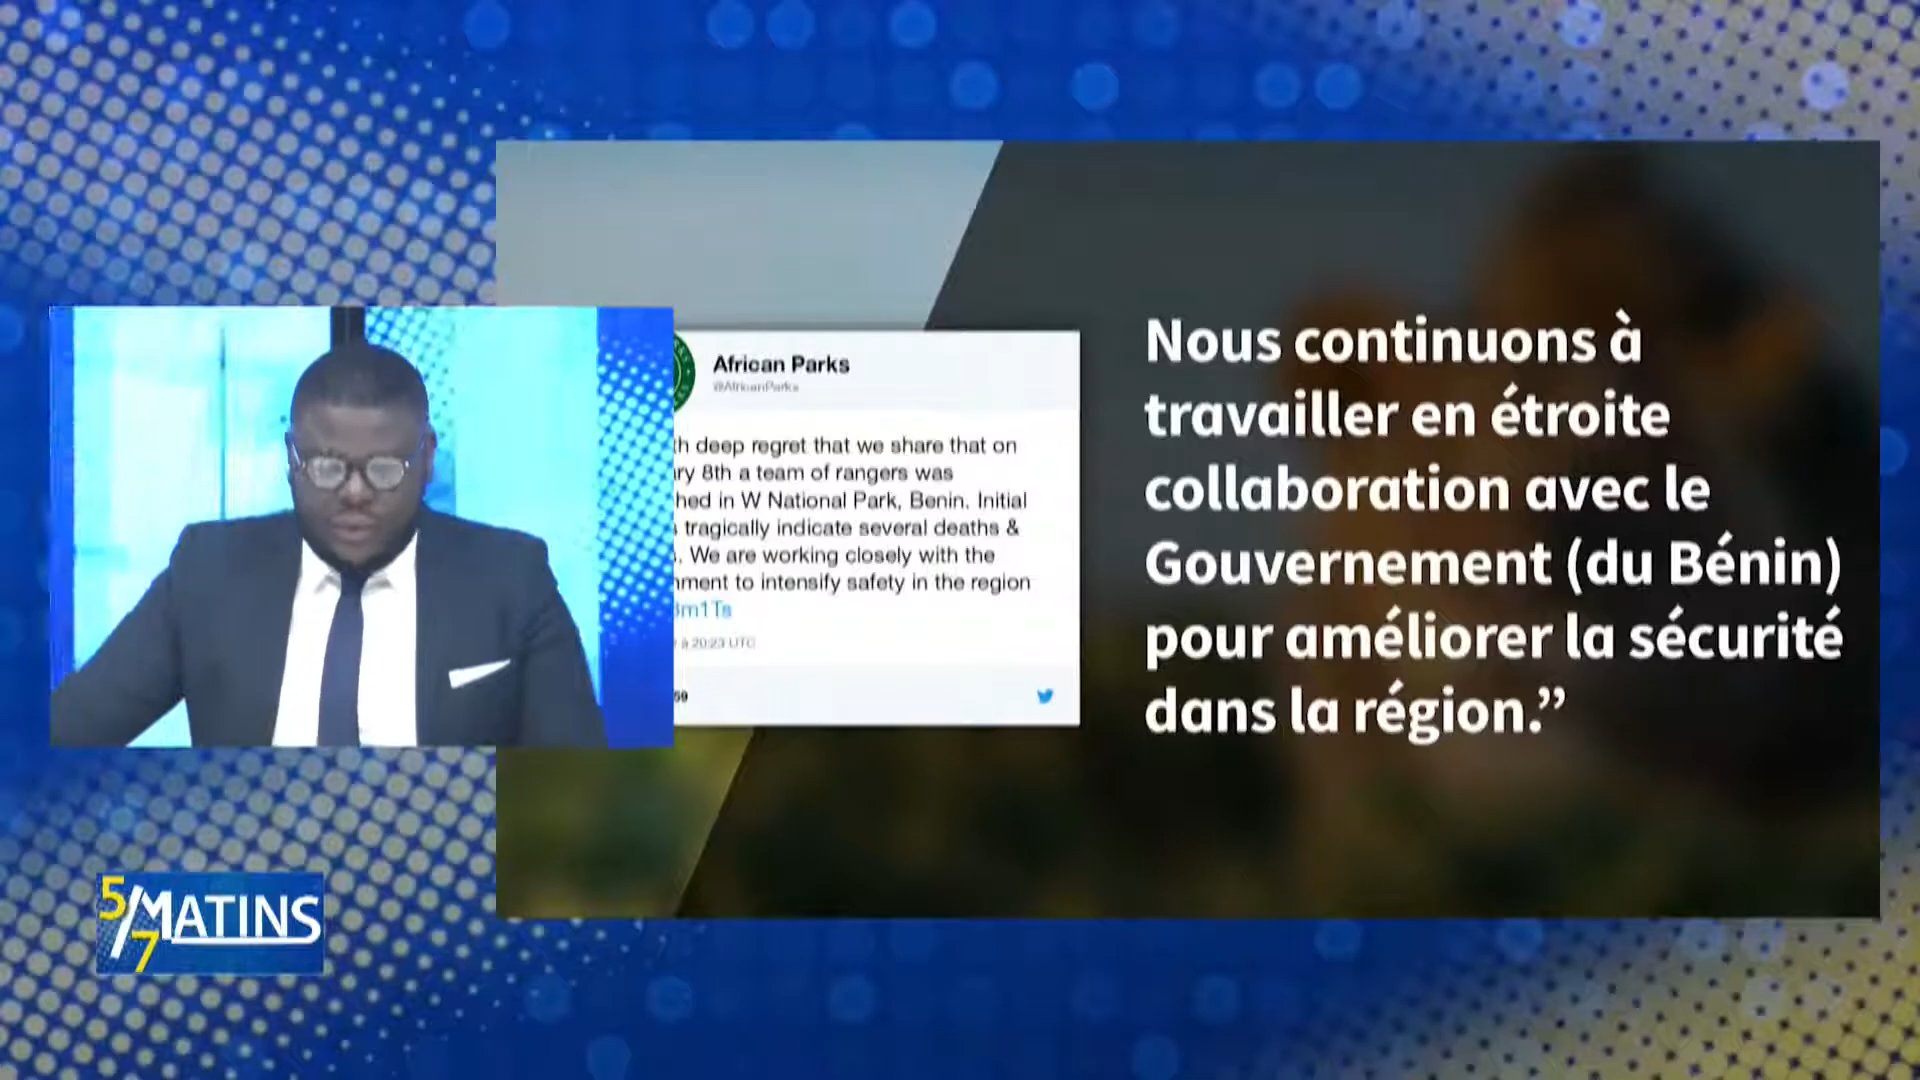 African Parks
@AfricanParks
th deep regret that we share that on
ry 8th a team of rangers was
hed in W National Park, Benin. Initial
tragically indicate several deaths &
. We are working closely with the
nment to intensify safety in the region
3m1Ts
à 20:23 UTC
59
Nous continuons à
travailler en étroite
collaboration avec le
Gouvernement (du Bénin)
pour améliorer la sécurité
dans la région.”
5/7 MATINS